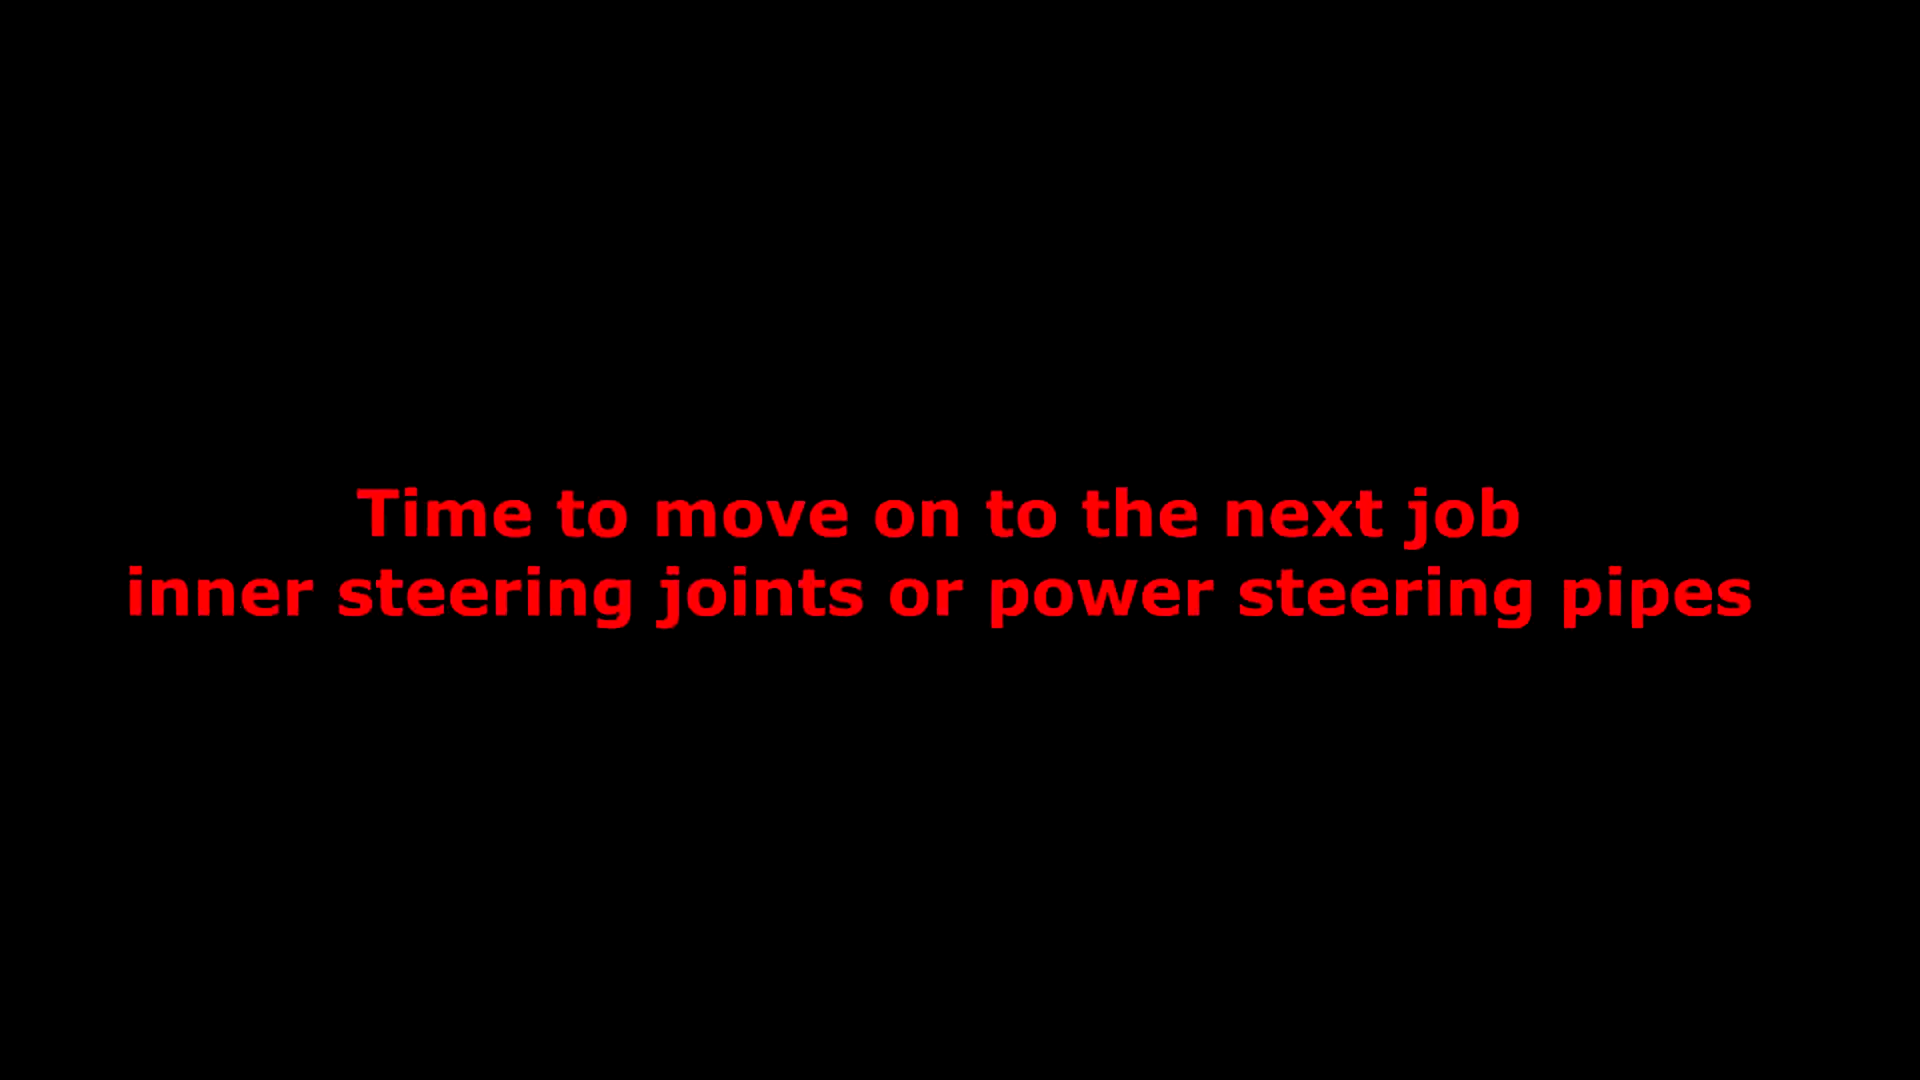 Time to move on to the next job
inner steering joints or power steering pipes